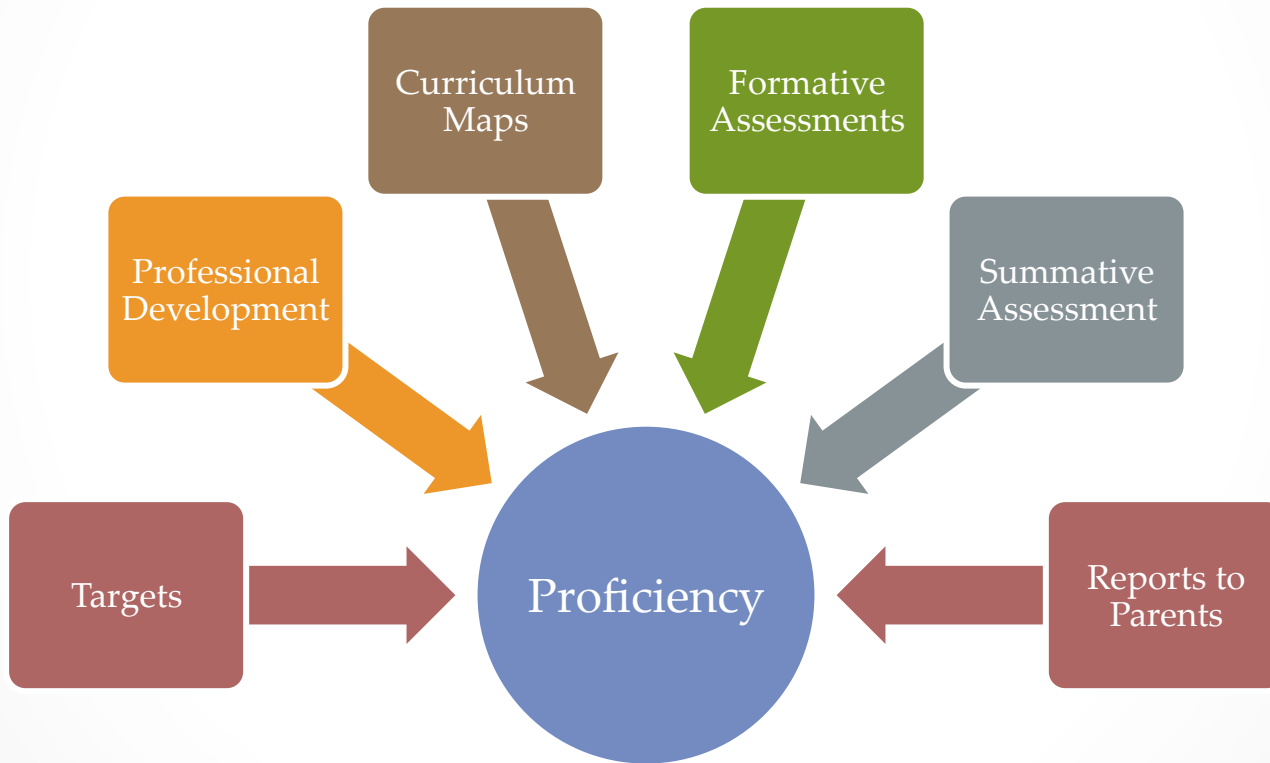 Curriculum
Maps
Formative
Assessments
Professional
Development
Summative
Assessment
Targets
Proficiency
Reports to
Parents